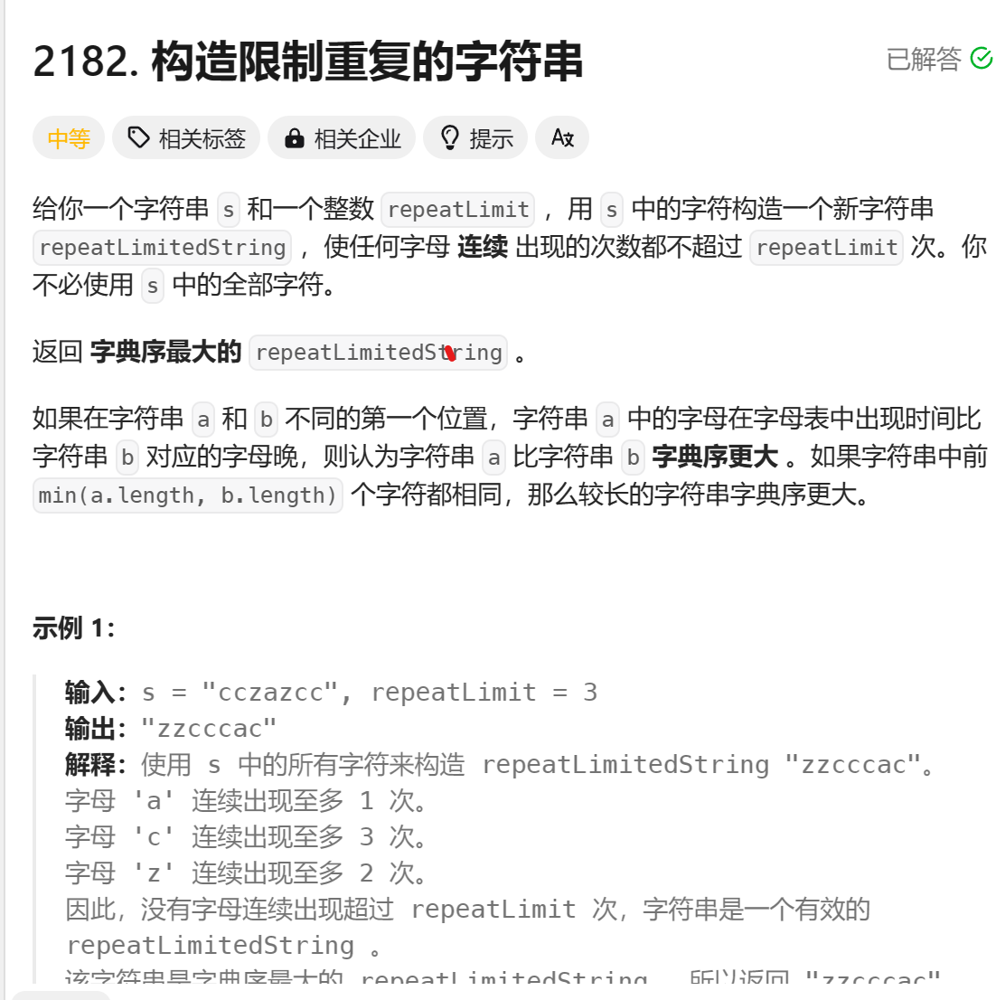 2182. 构造限制重复的字符串
已解答
中等 相关标签 相关企业 提示
给你一个字符串 s 和一个整数 repeatLimit ，用 s 中的字符构造一个新字符串
repeatLimitedString ，使任何字母 连续 出现的次数都不超过 repeatLimit 次。你
不必使用 s 中的全部字符。
返回 字典序最大的 repeatLimitedString 。
如果在字符串 a 和 b 不同的第一个位置，字符串 a 中的字母在字母表中出现时间比
字符串 b 对应的字母晚，则认为字符串 a 比字符串 b 字典序更大 。如果字符串中前
min(a.length, b.length) 个字符都相同，那么较长的字符串字典序更大。
示例 1：
输入：s = "cczazcc", repeatLimit = 3
输出："zzcccac"
解释：使用 s 中的所有字符来构造 repeatLimitedString "zzcccac"。
字母 'a' 连续出现至多 1 次。
字母 'c' 连续出现至多 3 次。
字母 'z' 连续出现至多 2 次。
因此，没有字母连续出现超过 repeatLimit 次，字符串是一个有效的
repeatLimitedString 。
该字符串是字典序最大的 repeatLimitedString ，所以返回 "zzcccac"